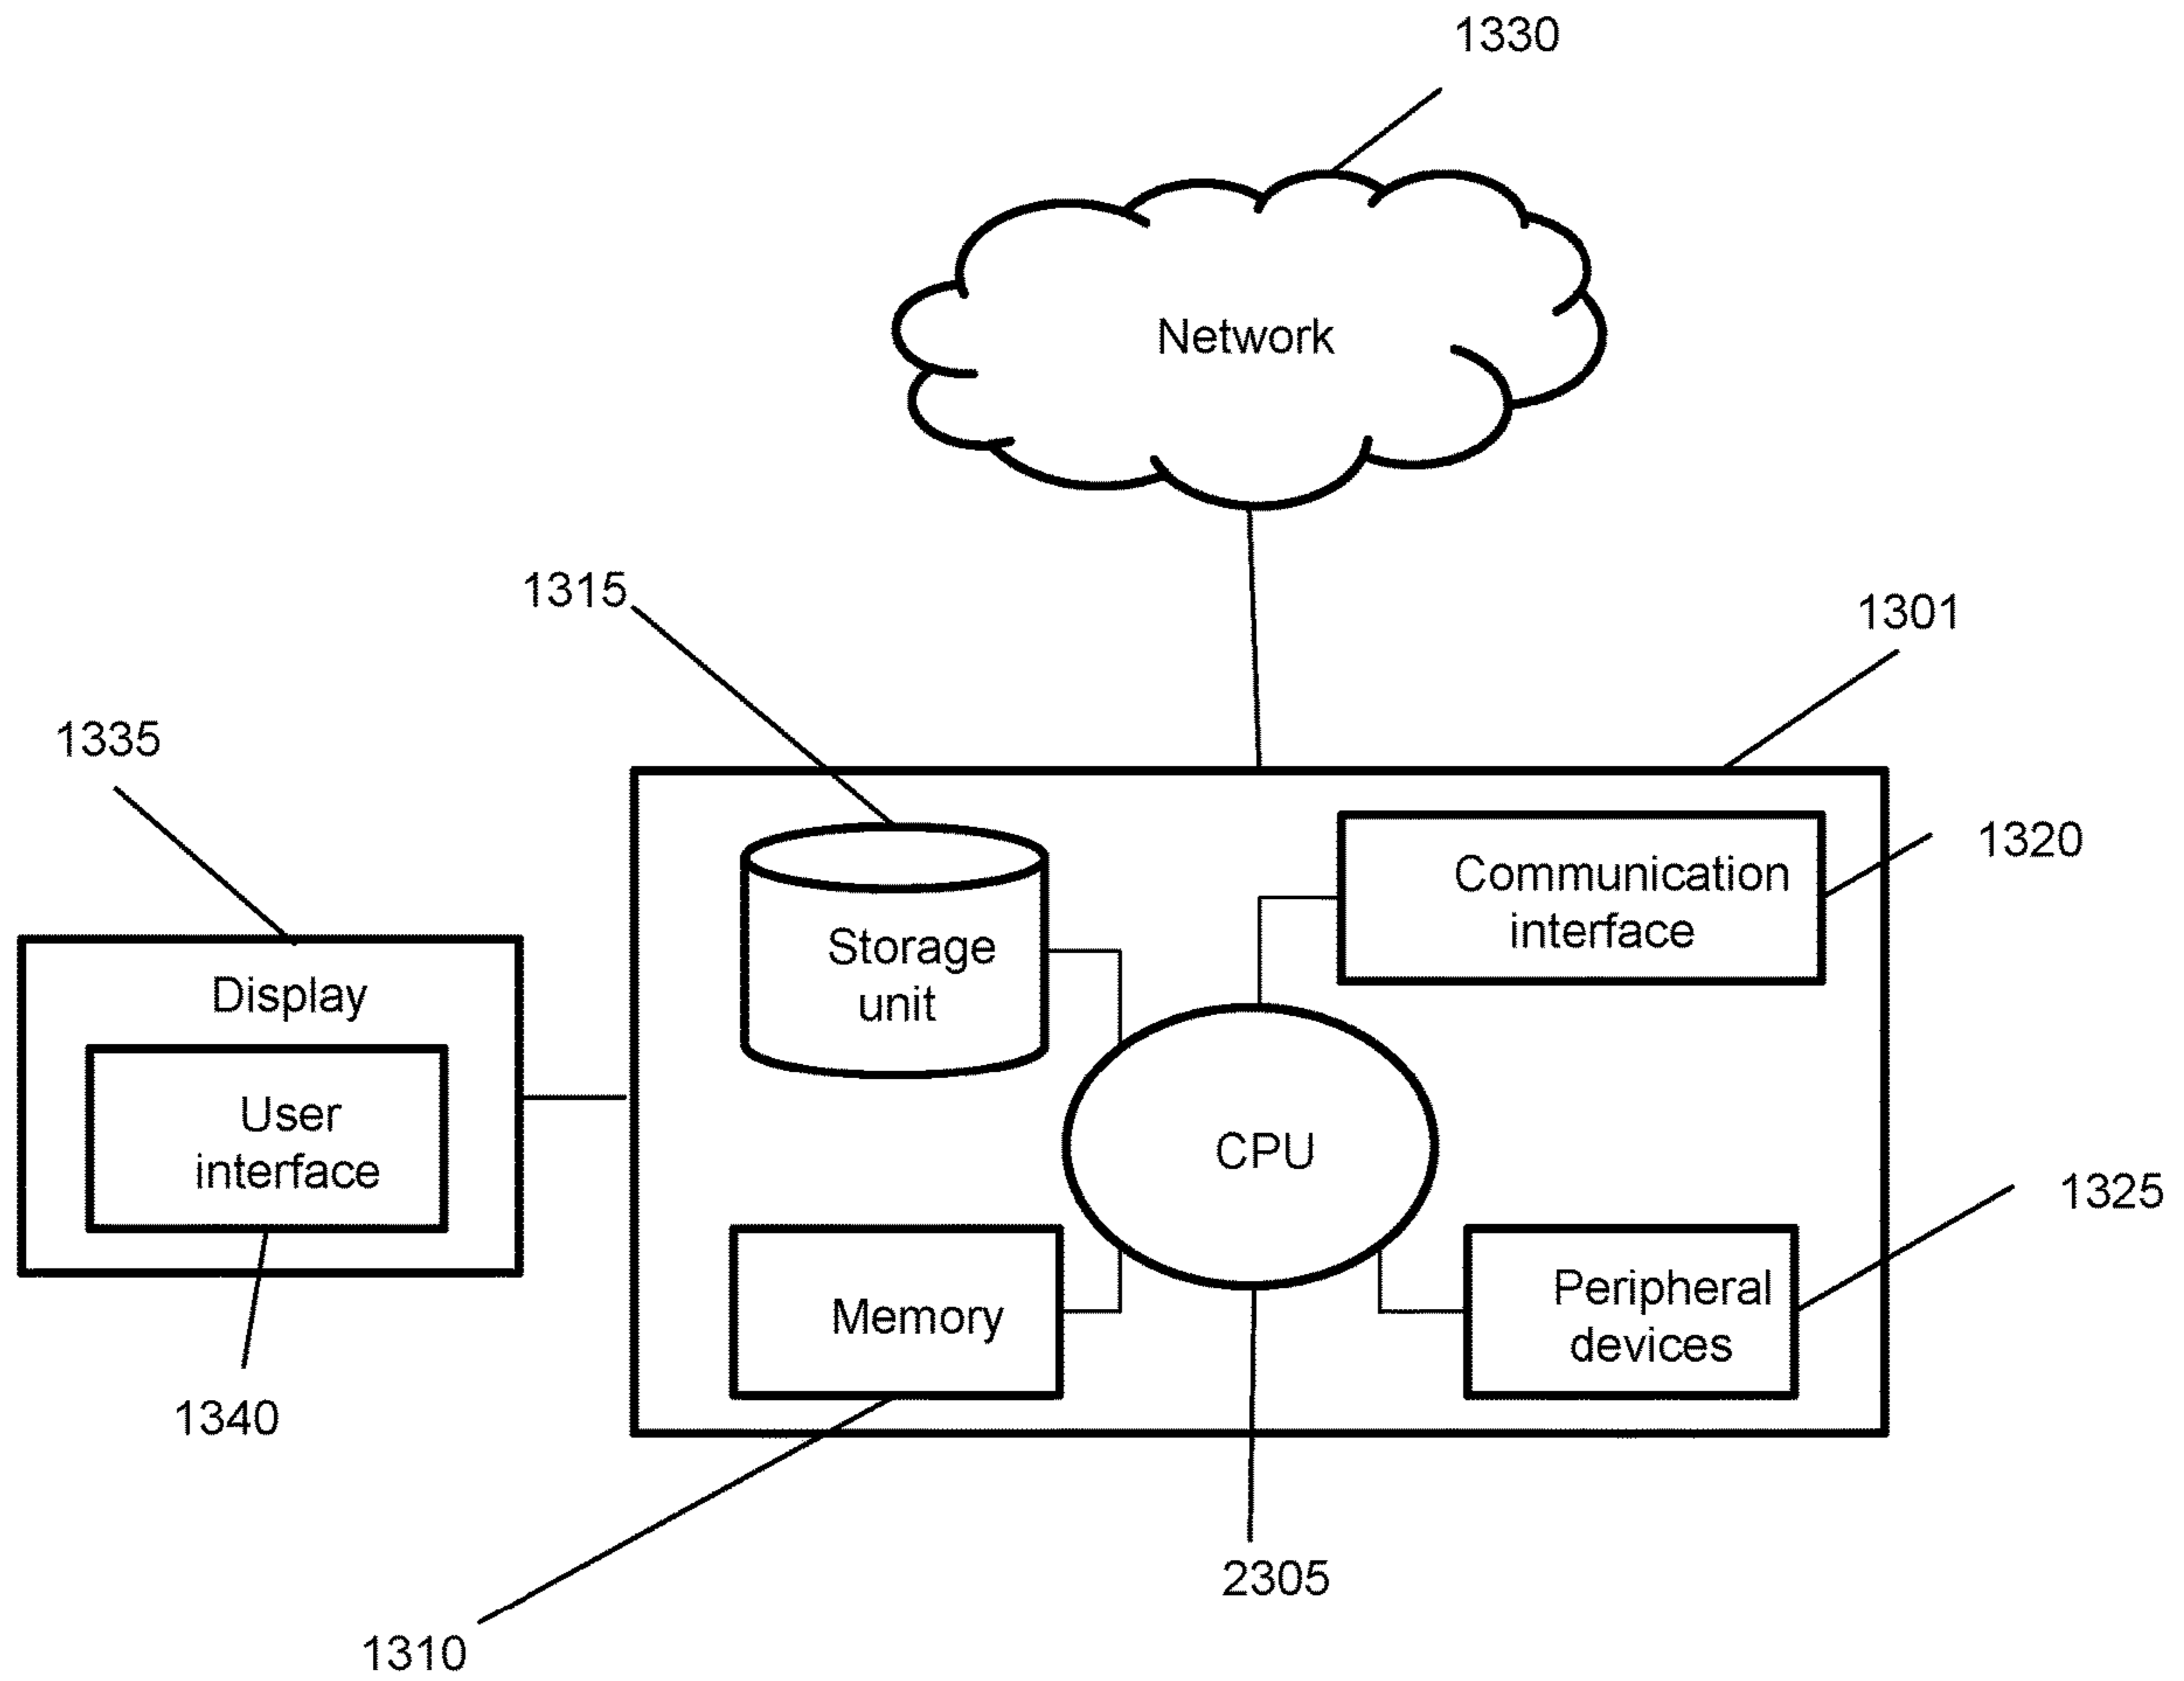 1330
Network
1315
1301
1335
1320
Communication
interface
Storage
unit
Display
User
interface
CPU
1325
Peripheral
devices
Memory
1340
2305
1310